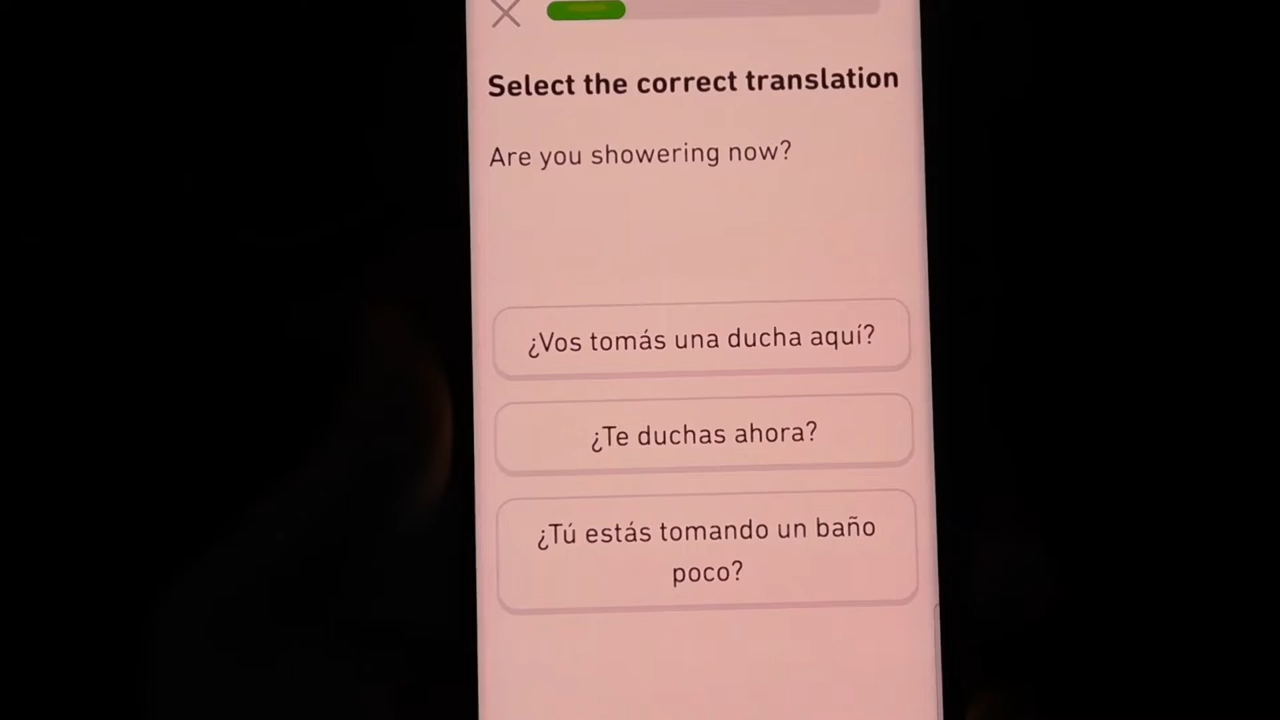 Select the correct translation
Are you showering now?
¿Vos tomás una ducha aquí?
¿Te duchas ahora?
¿Tú estás tomando un baño
poco?